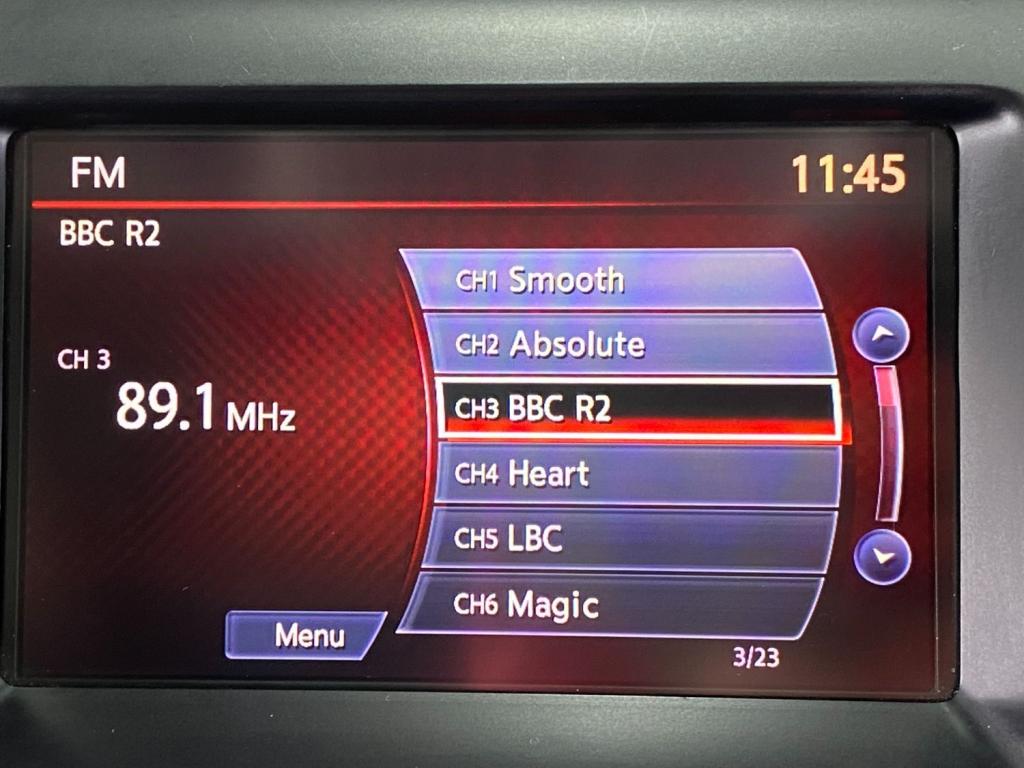 FM
11:45
BBC R2
CH 3
89.1 MHz
CH1 Smooth
CH2 Absolute
CH3 BBC R2
CH4 Heart
CH5 LBC
CH6 Magic
Menu
3/23